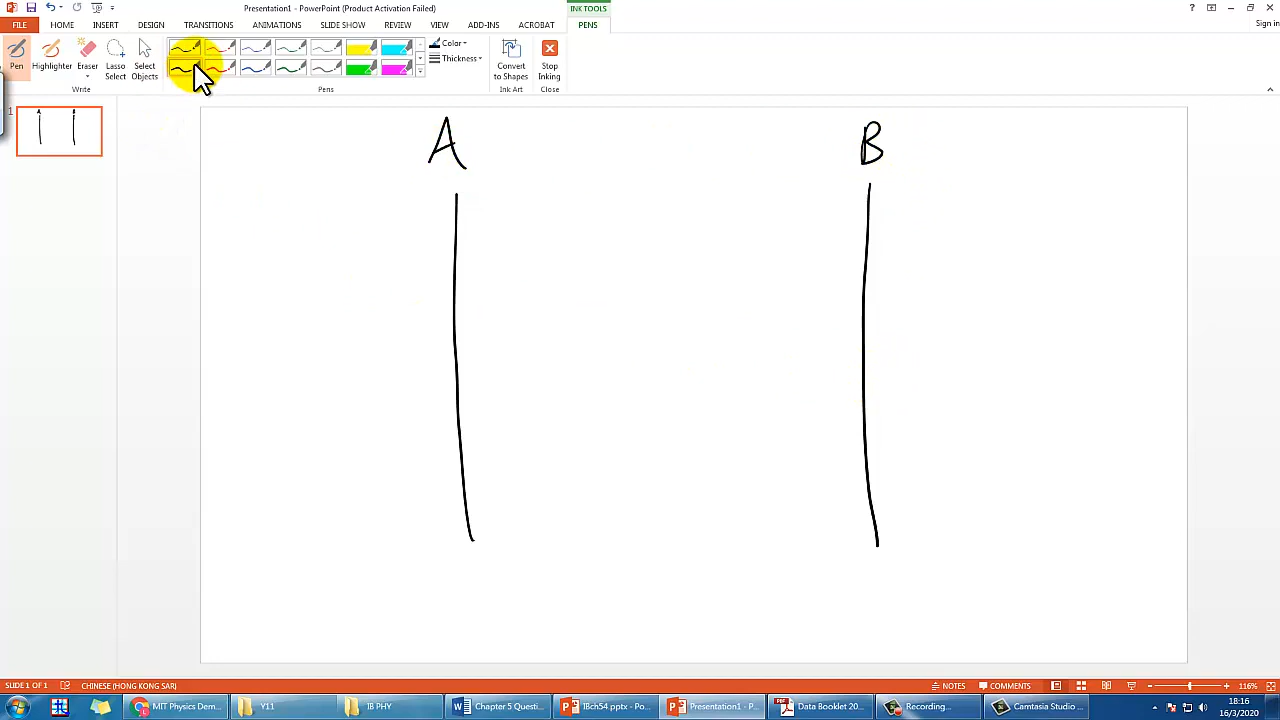 Presentation1 - PowerPoint (Product Activation Failed)
INK TOOLS
FILE HOME INSERT DESIGN TRANSITIONS ANIMATIONS SLIDE SHOW REVIEW VIEW ADD-INS ACROBAT PENS
Sign in
Pen Highlighter Eraser Lasso Select Select Objects
Color
Thickness
Convert to Shapes
Stop Inking
Write Pens Ink Art Close
1
A B
SLIDE 1 OF 1 CHINESE (HONG KONG SAR) NOTES COMMENTS 116%
MIT Physics Dem... Y11 IB PHY Chapter 5 Questi... IBch54 pptx - Po... Presentation1 - P... Data Booklet 20... Recording... Camtasia Studio ...
18:16
16/3/2020